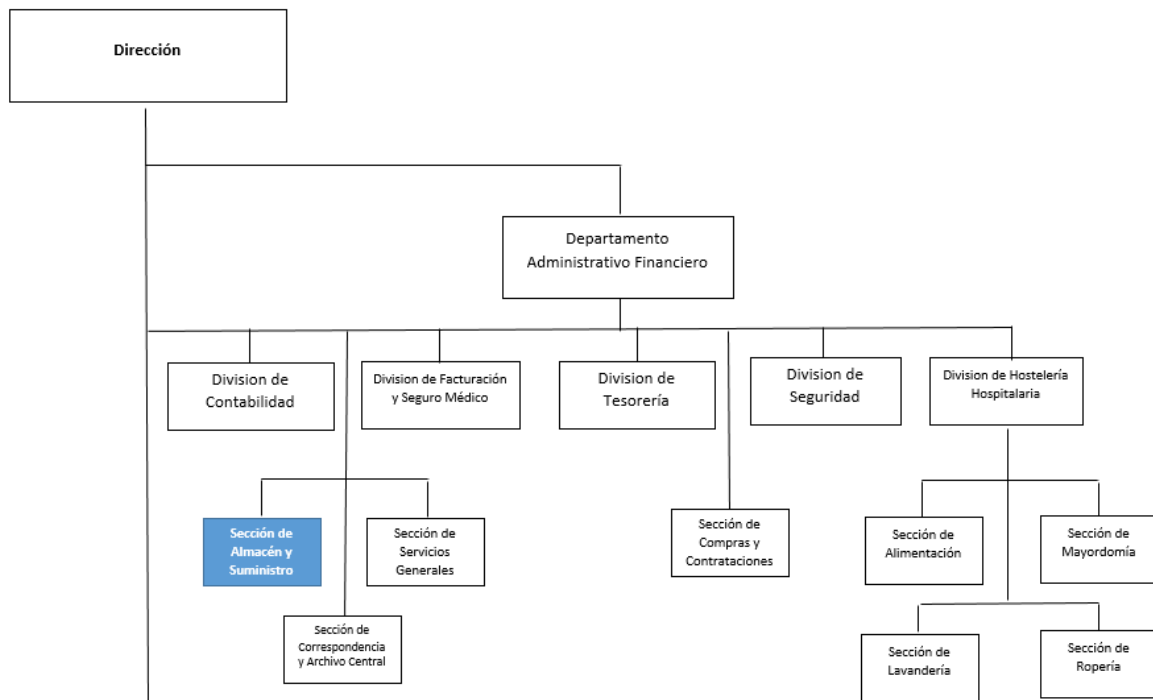 Dirección
Departamento
Administrativo Financiero
Division de
Contabilidad
Division de Facturación
y Seguro Médico
Division de
Tesorería
Division de
Seguridad
Division de Hostelería
Hospitalaria
Sección de
Almacén y
Suministro
Sección de
Servicios
Generales
Sección de
Compras y
Contrataciones
Sección de
Alimentación
Sección de
Mayordomía
Sección de
Correspondencia
y Archivo Central
Sección de
Lavandería
Sección de
Ropería